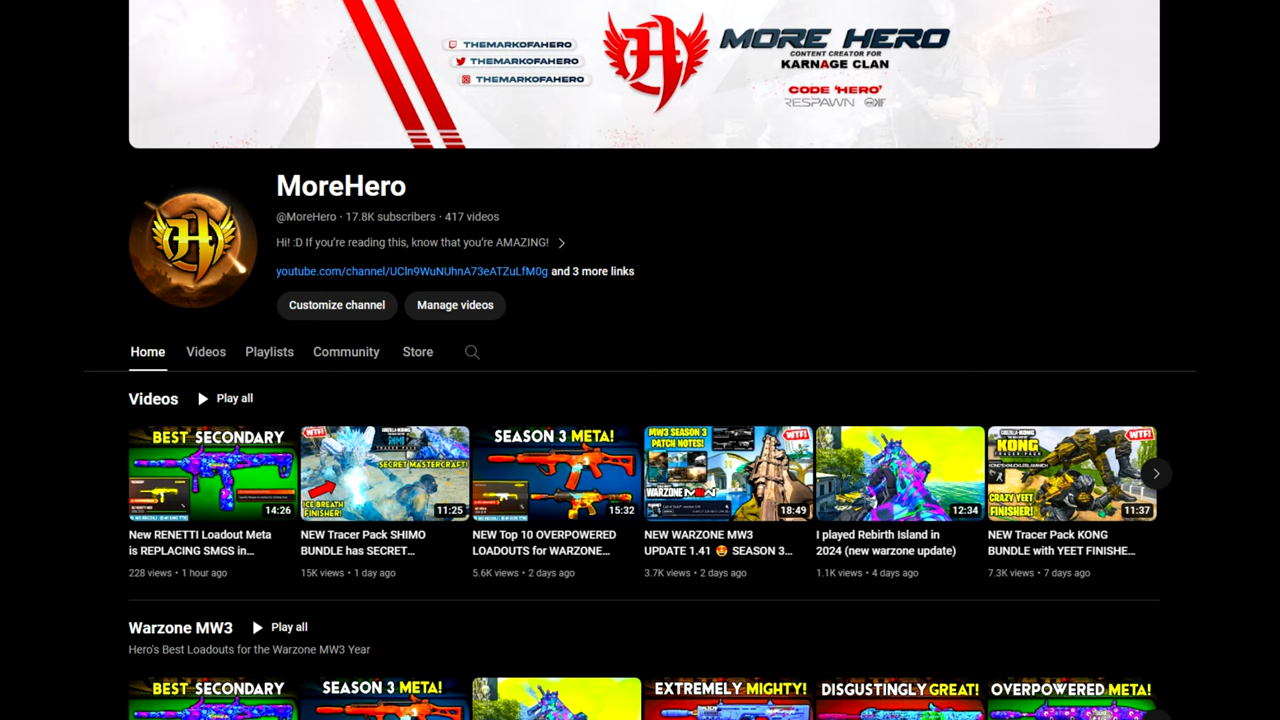 THEMARKOFAHERO
THEMARKOFAHERO
THEMARKOFAHERO
MORE HERO
CONTENT CREATOR FOR
KARNAGE CLAN
CODE 'HERO'
RESPAWN
MoreHero
@MoreHero · 17.8K subscribers · 417 videos
Hi! :D If you're reading this, know that you're AMAZING!
youtube.com/channel/UCln9WuNUhnA73eATZuLfM0g and 3 more links
Customize channel Manage videos
Home Videos Playlists Community Store
Videos Play all
BEST SECONDARY
14:26
WTF!
SHIMO
TRACER PACK
SECRET MASTERCRAFT!
ICE BREATH
FINISHER!
11:25
SEASON 3 META!
15:32
MW3 SEASON 3
PATCH NOTES!
WTF!
WARZONE
18:49
12:34
KONG
TRACER PACK
WTF!
CRAZY YEET
FINISHER!
11:37
New RENETTI Loadout Meta
is REPLACING SMGS in...
228 views • 1 hour ago
NEW Tracer Pack SHIMO
BUNDLE has SECRET...
15K views • 1 day ago
NEW Top 10 OVERPOWERED
LOADOUTS for WARZONE...
5.6K views • 2 days ago
NEW WARZONE MW3
UPDATE 1.41 🤩 SEASON 3...
3.7K views • 2 days ago
I played Rebirth Island in
2024 (new warzone update)
1.1K views • 4 days ago
NEW Tracer Pack KONG
BUNDLE with YEET FINISHE...
7.3K views • 7 days ago
Warzone MW3 Play all
Hero's Best Loadouts for the Warzone MW3 Year
BEST SECONDARY
SEASON 3 META!
EXTREMELY MIGHTY!
DISGUSTINGLY GREAT!
OVERPOWERED META!